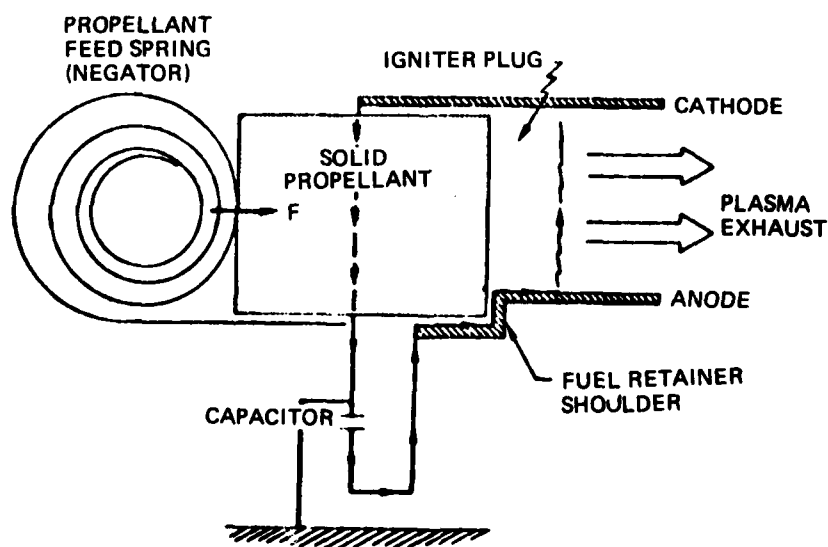 PROPELLANT
FEED SPRING
(NEGATOR)
IGNITER PLUG
CATHODE
SOLID
PROPELLANT
F
PLASMA
EXHAUST
ANODE
FUEL RETAINER
SHOULDER
CAPACITOR